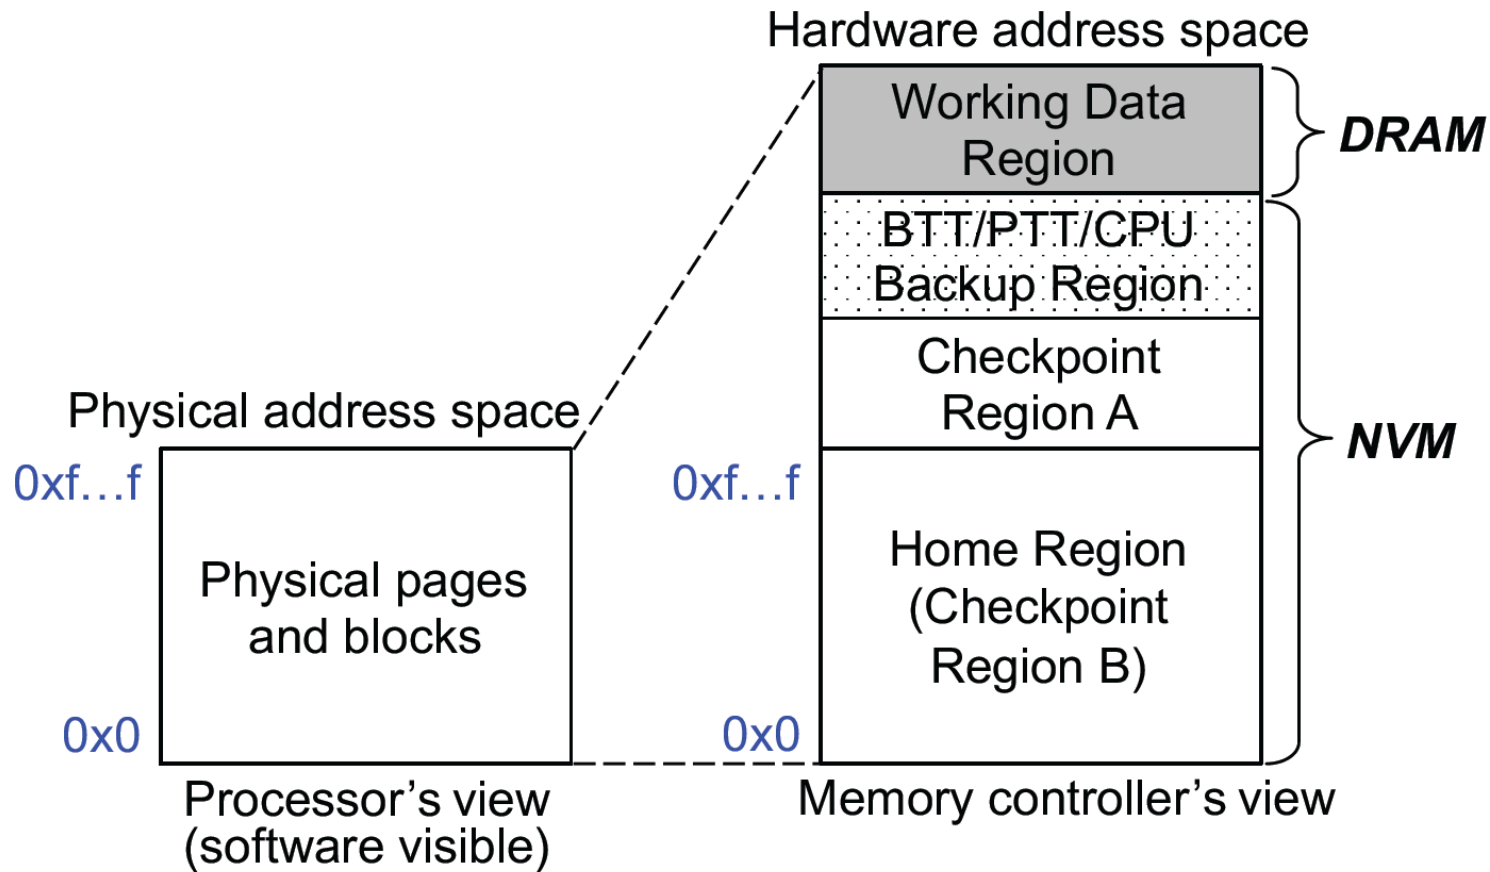 Hardware address space
Working Data
Region
DRAM
BTT/PTT/CPU
Backup Region
Checkpoint
Region A
NVM
Physical address space
0xf…f
0xf…f
Physical pages
and blocks
Home Region
(Checkpoint
Region B)
0x0
0x0
Processor’s view
(software visible)
Memory controller’s view